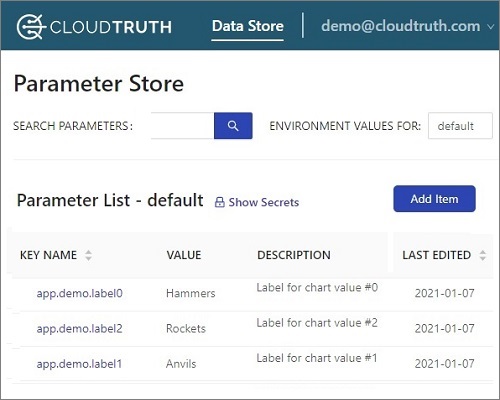 CLOUDTRUTH Data Store demo@cloudtruth.com
Parameter Store
SEARCH PARAMETERS: ENVIRONMENT VALUES FOR: default
Parameter List - default Show Secrets Add Item
KEY NAME VALUE DESCRIPTION LAST EDITED
app.demo.label0 Hammers Label for chart value #0 2021-01-07
app.demo.label2 Rockets Label for chart value #2 2021-01-07
app.demo.label1 Anvils Label for chart value #1 2021-01-07